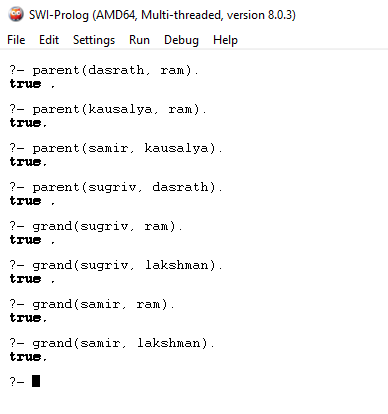 SWI-Prolog (AMD64, Multi-threaded, version 8.0.3)
File Edit Settings Run Debug Help
?- parent(dasrath, ram).
true .
?- parent(kausalya, ram).
true.
?- parent(samir, kausalya).
true.
?- parent(sugriv, dasrath).
true .
?- grand(sugriv, ram).
true .
?- grand(sugriv, lakshman).
true .
?- grand(samir, ram).
true.
?- grand(samir, lakshman).
true.
?-